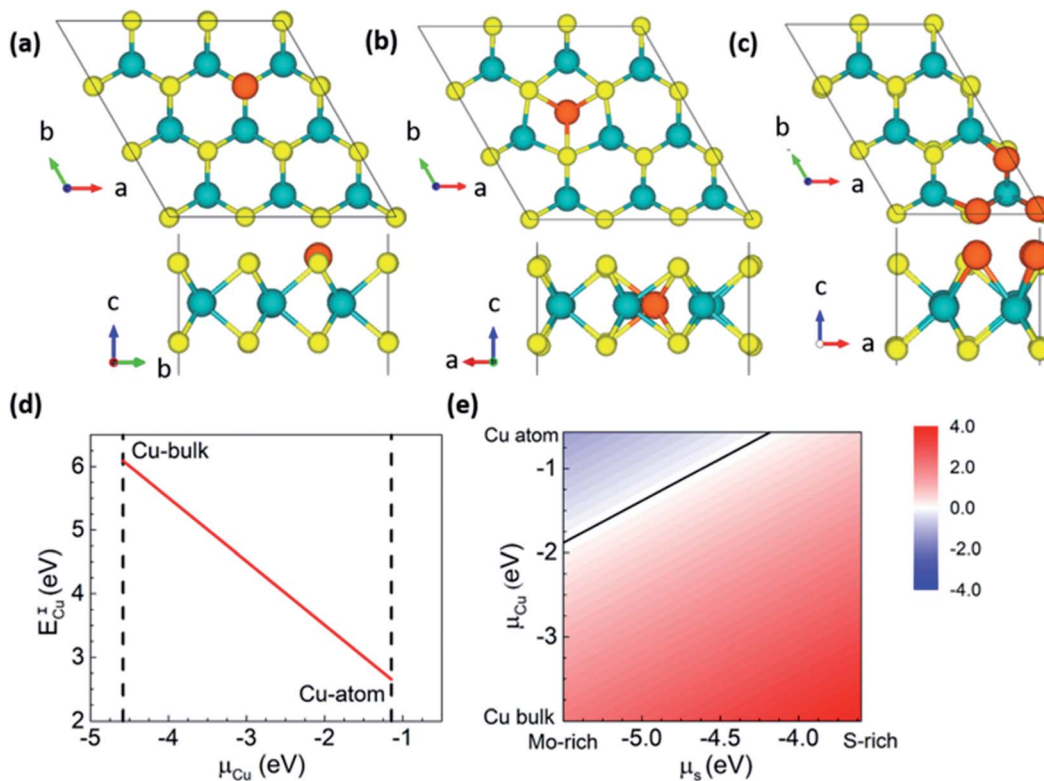 (a)
(b)
(c)
b
a
b
a
b
a
c
b
c
a
c
a
(d)
(e)
6
5
4
3
2
E^I_Cu (eV)
Cu-bulk
Cu-atom
-5
-4
-3
-2
-1
μ_Cu (eV)
Cu atom
-1
-2
-3
Cu bulk
μ_Cu (eV)
Mo-rich
-5.0
-4.5
-4.0
S-rich
μ_s (eV)
4.0
2.0
0.0
-2.0
-4.0